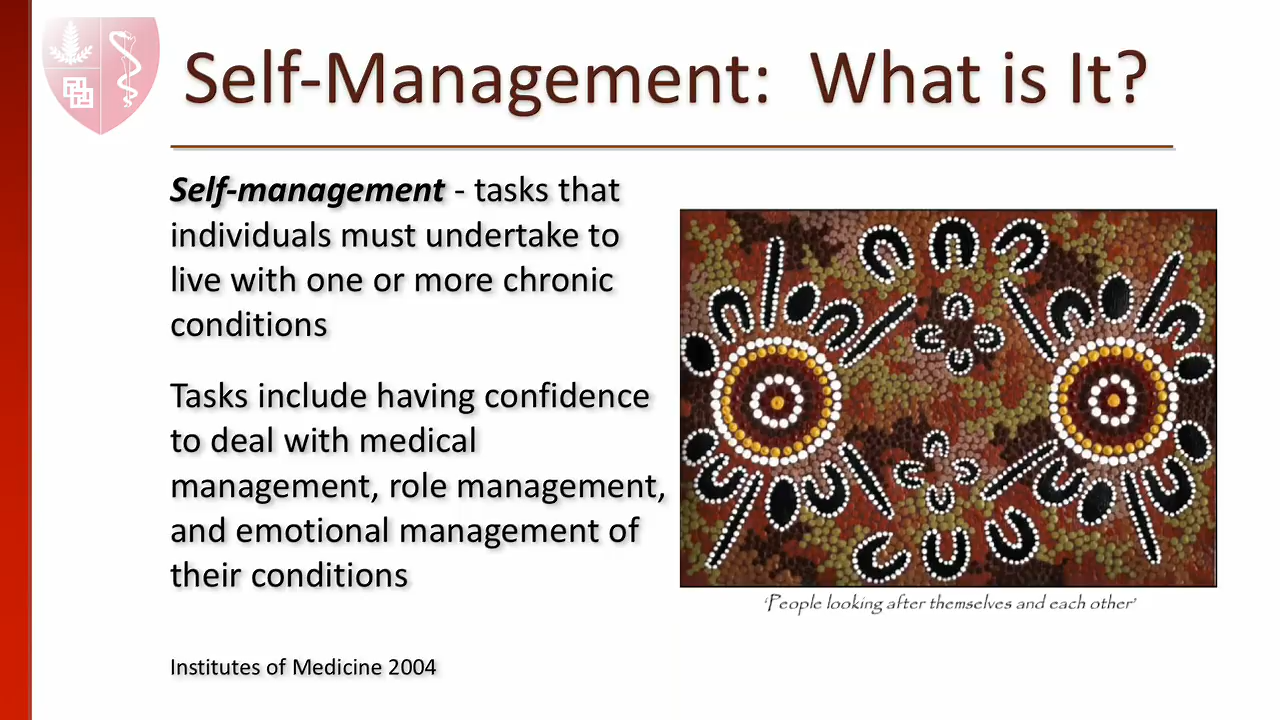 Self-Management:  What is It?
Self-management - tasks that
individuals must undertake to
live with one or more chronic
conditions
Tasks include having confidence
to deal with medical
management, role management,
and emotional management of
their conditions
‘People looking after themselves and each other’
Institutes of Medicine 2004